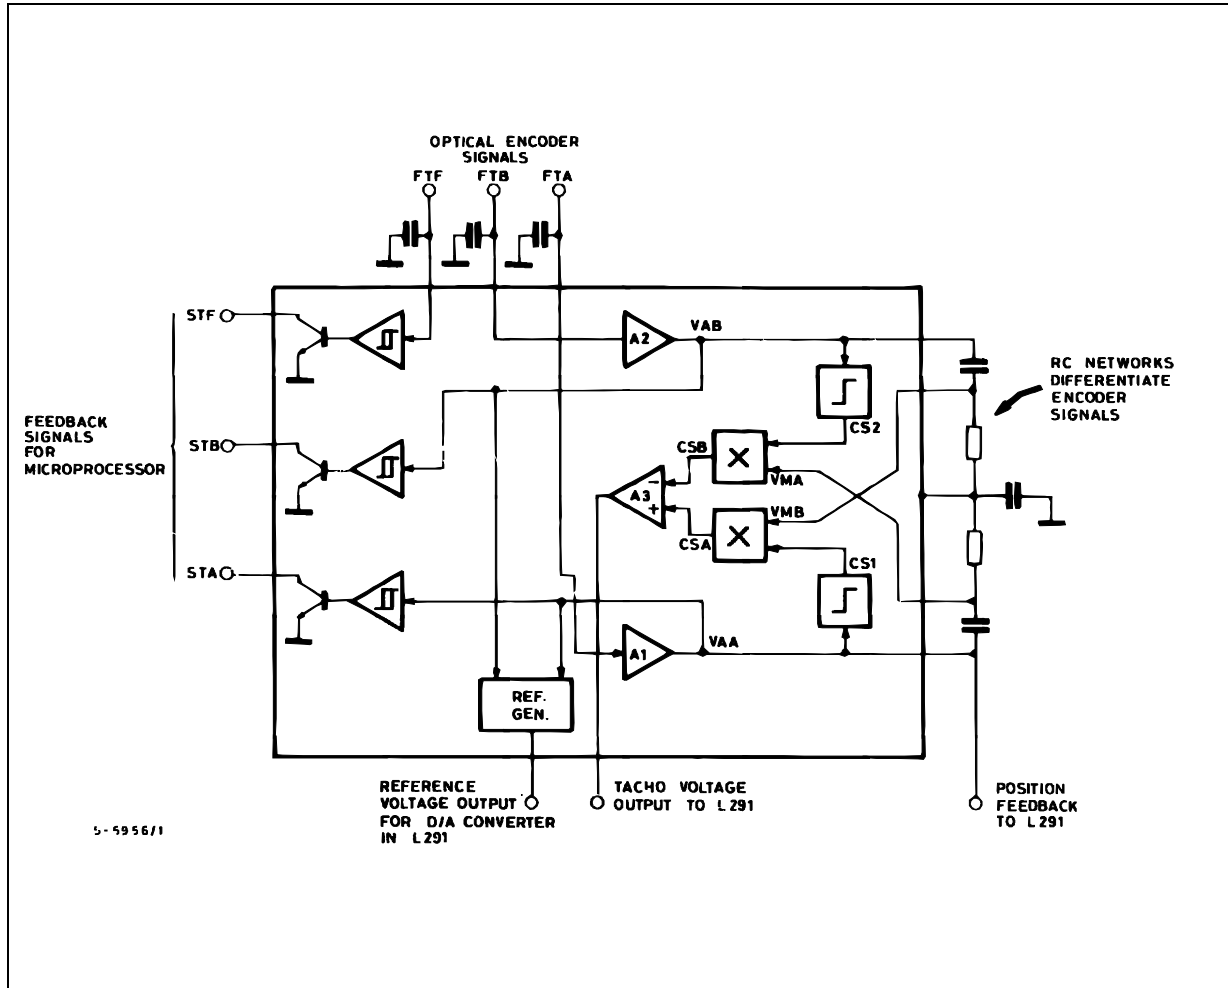 OPTICAL ENCODER
SIGNALS
FTF
FTB
FTA
STF
A2
VAB
RC NETWORKS
DIFFERENTIATE
ENCODER
SIGNALS
FEEDBACK
SIGNALS
FOR
MICROPROCESSOR
STB
CS2
CSB
X
VMA
A3
-
+
VMB
CSA
X
CS1
STA
A1
VAA
REF.
GEN.
REFERENCE
VOLTAGE OUTPUT
FOR D/A CONVERTER
IN L291
TACHO VOLTAGE
OUTPUT TO L291
POSITION
FEEDBACK
TO L291
5-5956/1